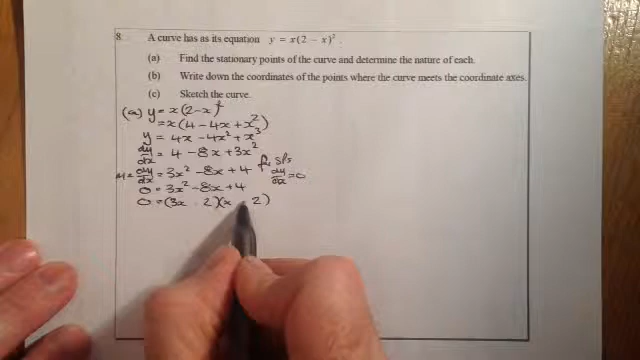 8. A curve has as its equation y = x(2 − x)².
(a) Find the stationary points of the curve and determine the nature of each.
(b) Write down the coordinates of the points where the curve meets the coordinate axes.
(c) Sketch the curve.
(a) y = x(2-x)²
= x(4 - 4x + x²)
y = 4x - 4x² + x³
dy/dx = 4 - 8x + 3x²
m = dy/dx = 3x² - 8x + 4 for SPs dy/dx = 0
0 = 3x² - 8x + 4
0 = (3x - 2)(x 2)